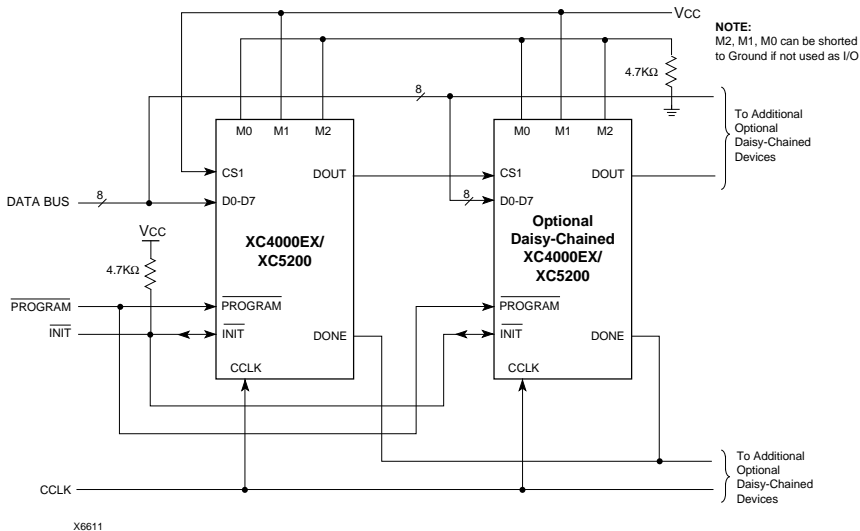 VCC
NOTE:
M2, M1, M0 can be shorted
to Ground if not used as I/O
4.7KΩ
8
8
M0 M1 M2
M0 M1 M2
To Additional
Optional
Daisy-Chained
Devices
CS1
DOUT
CS1
DOUT
DATA BUS
8
D0-D7
8
D0-D7
VCC
4.7KΩ
XC4000EX/
XC5200
Optional
Daisy-Chained
XC4000EX/
XC5200
PROGRAM
PROGRAM
PROGRAM
INIT
INIT
DONE
INIT
DONE
CCLK
CCLK
To Additional
Optional
Daisy-Chained
Devices
CCLK
X6611